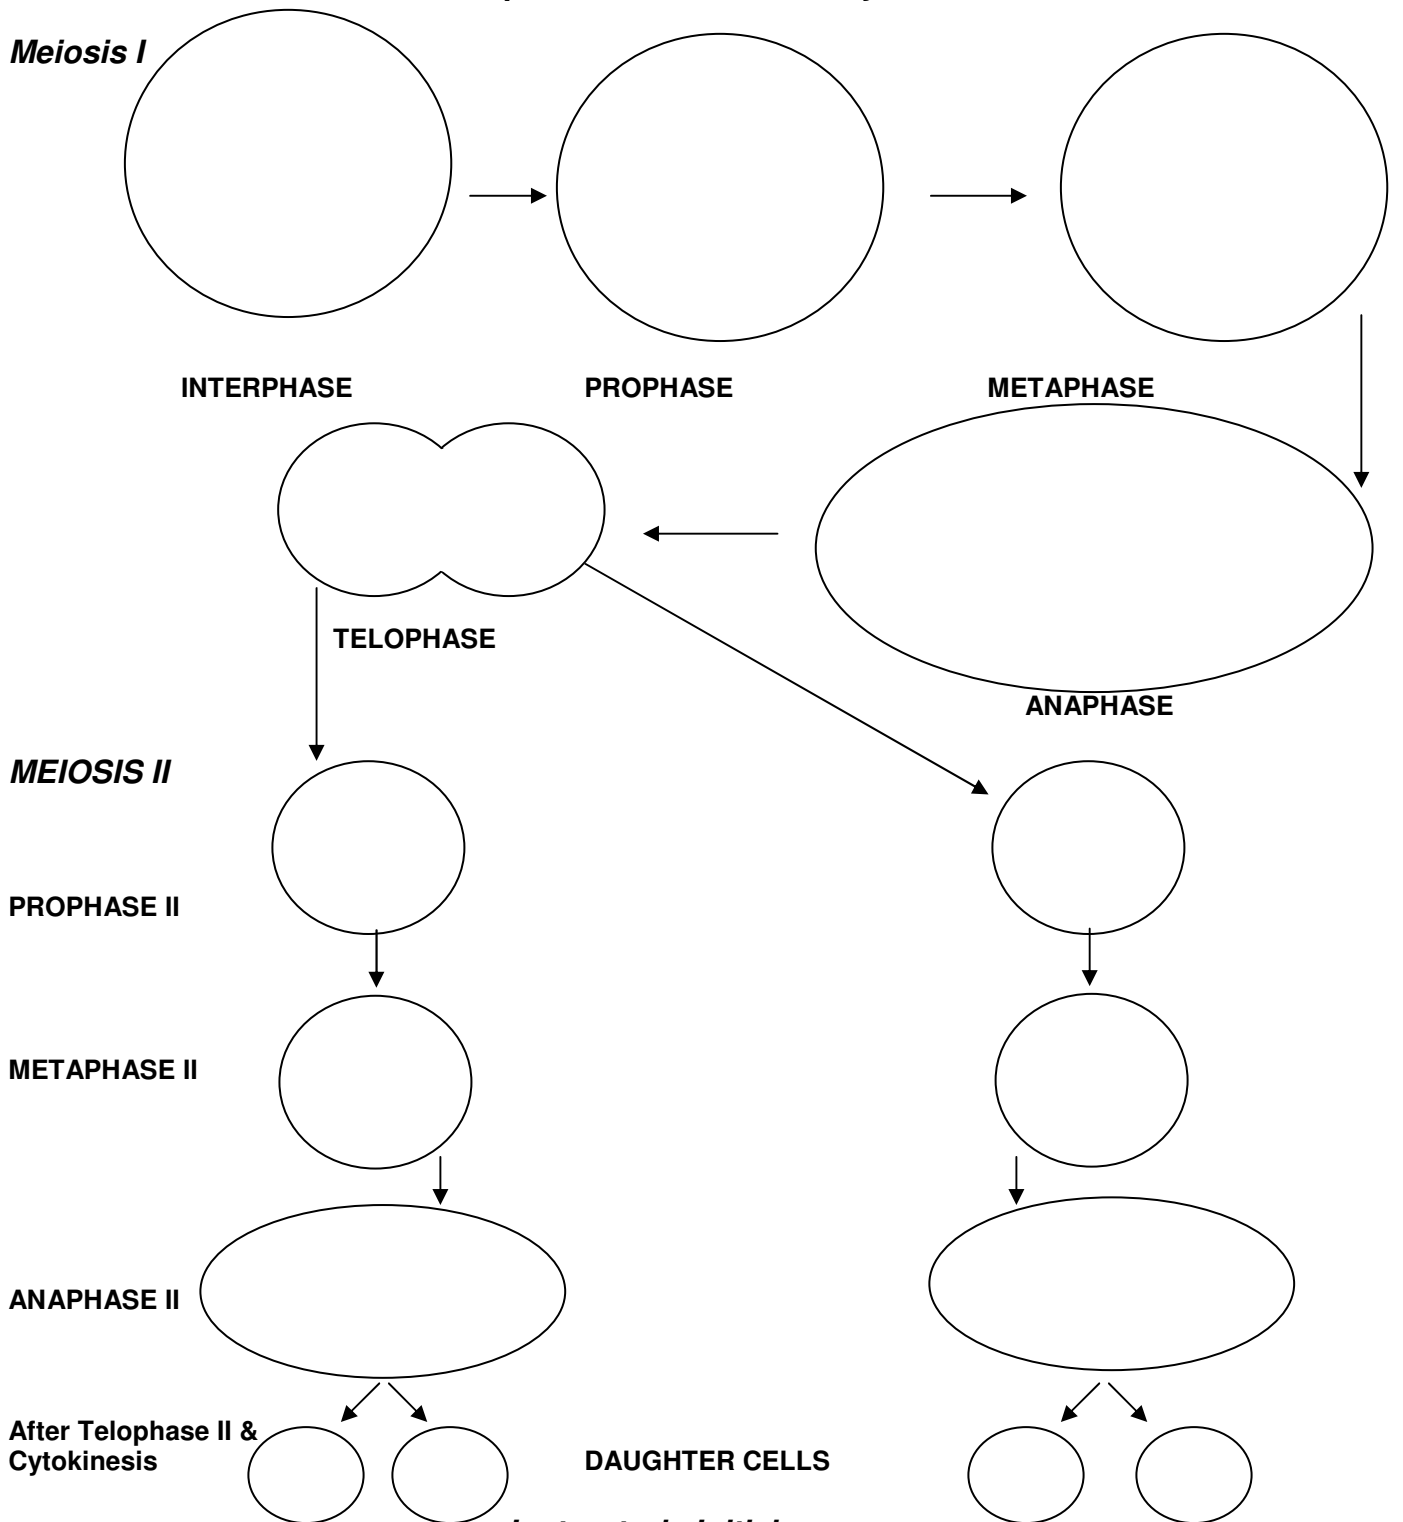 Meiosis I
INTERPHASE
PROPHASE
METAPHASE
TELOPHASE
ANAPHASE
MEIOSIS II
PROPHASE II
METAPHASE II
ANAPHASE II
After Telophase II &
Cytokinesis
DAUGHTER CELLS